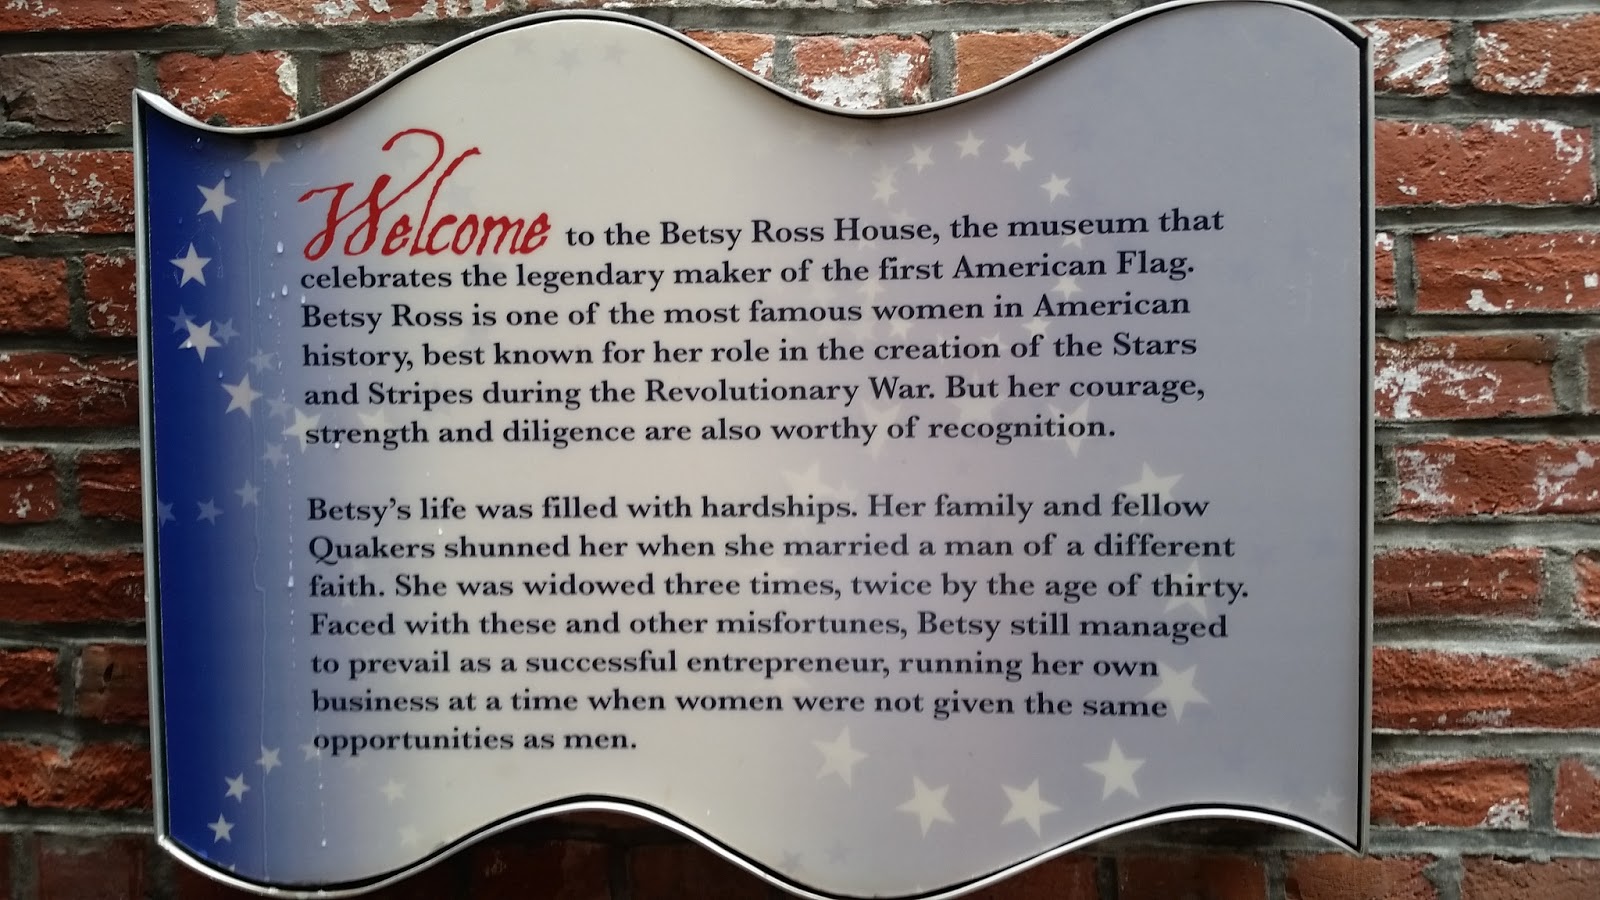 Welcome to the Betsy Ross House, the museum that
celebrates the legendary maker of the first American Flag.
Betsy Ross is one of the most famous women in American
history, best known for her role in the creation of the Stars
and Stripes during the Revolutionary War. But her courage,
strength and diligence are also worthy of recognition.
Betsy’s life was filled with hardships. Her family and fellow
Quakers shunned her when she married a man of a different
faith. She was widowed three times, twice by the age of thirty.
Faced with these and other misfortunes, Betsy still managed
to prevail as a successful entrepreneur, running her own
business at a time when women were not given the same
opportunities as men.